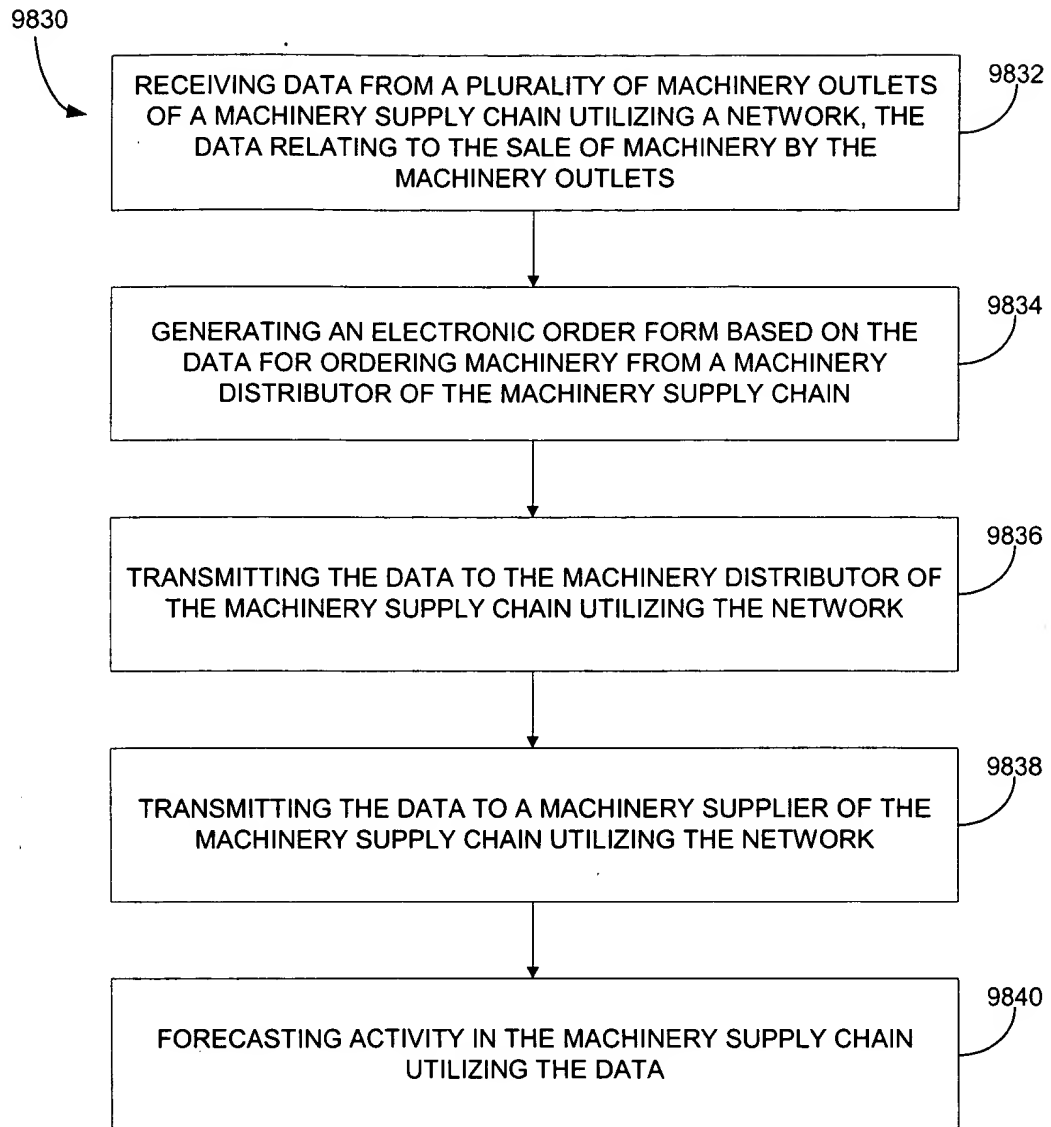 9830
RECEIVING DATA FROM A PLURALITY OF MACHINERY OUTLETS
OF A MACHINERY SUPPLY CHAIN UTILIZING A NETWORK, THE
DATA RELATING TO THE SALE OF MACHINERY BY THE
MACHINERY OUTLETS
9832
GENERATING AN ELECTRONIC ORDER FORM BASED ON THE
DATA FOR ORDERING MACHINERY FROM A MACHINERY
DISTRIBUTOR OF THE MACHINERY SUPPLY CHAIN
9834
TRANSMITTING THE DATA TO THE MACHINERY DISTRIBUTOR OF
THE MACHINERY SUPPLY CHAIN UTILIZING THE NETWORK
9836
TRANSMITTING THE DATA TO A MACHINERY SUPPLIER OF THE
MACHINERY SUPPLY CHAIN UTILIZING THE NETWORK
9838
FORECASTING ACTIVITY IN THE MACHINERY SUPPLY CHAIN
UTILIZING THE DATA
9840